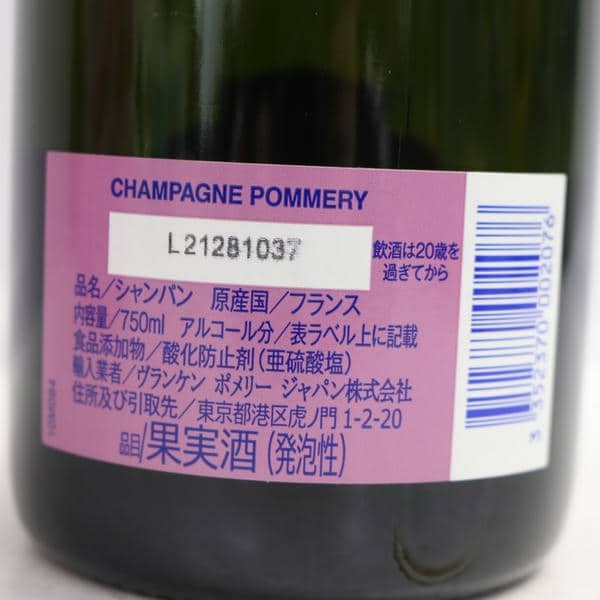 CHAMPAGNE POMMERY
L21281037
飲酒は20歳を
過ぎてから
品名/シャンパン 原産国/フランス
内容量/750ml アルコール分/表ラベル上に記載
食品添加物/酸化防止剤(亜硫酸塩)
輸入業者/ヴランケン ポメリー ジャパン株式会社
住所及び引取先/東京都港区虎ノ門1-2-20
品目/果実酒(発泡性)
3 352370 002076